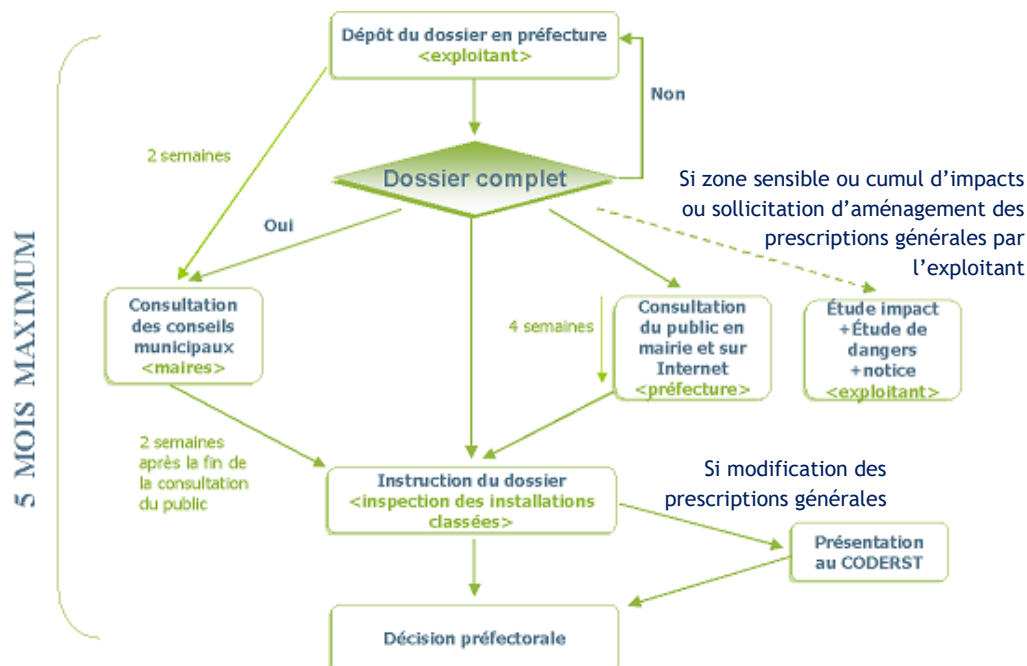 Dépôt du dossier en préfecture
<exploitant>
Non
2 semaines
Dossier complet
Si zone sensible ou cumul d’impacts
ou sollicitation d’aménagement des
prescriptions générales par
l’exploitant
Oui
5 MOIS MAXIMUM
Consultation
des conseils
municipaux
<maires>
4 semaines
Consultation
du public en
mairie et sur
Internet
<préfecture>
Étude impact
+Étude de
dangers
+notice
<exploitant>
2 semaines
après la fin de
la consultation
du public
Instruction du dossier
<inspection des installations
classées>
Si modification des
prescriptions générales
Présentation
au CODERST
Décision préfectorale